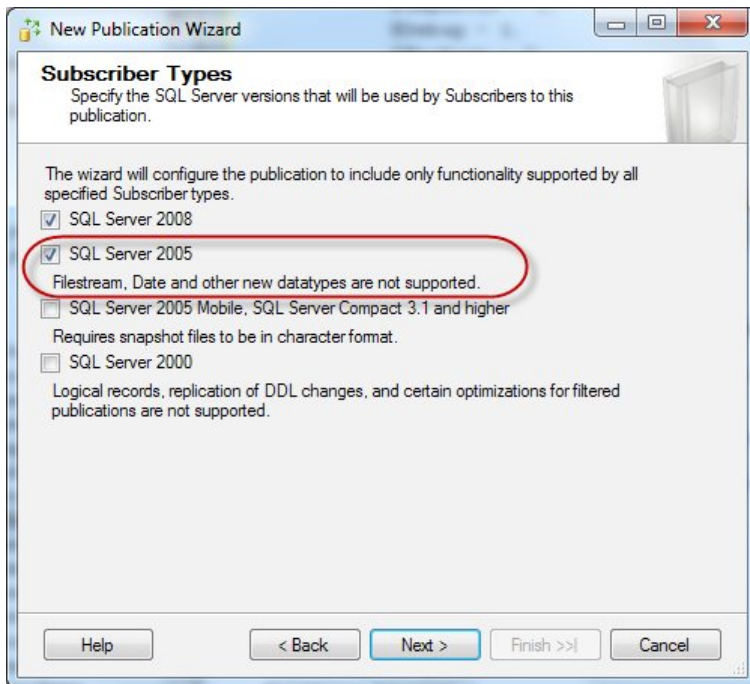 New Publication Wizard
Subscriber Types
Specify the SQL Server versions that will be used by Subscribers to this
publication.
The wizard will configure the publication to include only functionality supported by all
specified Subscriber types.
SQL Server 2008
SQL Server 2005
Filestream, Date and other new datatypes are not supported.
SQL Server 2005 Mobile, SQL Server Compact 3.1 and higher
Requires snapshot files to be in character format.
SQL Server 2000
Logical records, replication of DDL changes, and certain optimizations for filtered
publications are not supported.
Help < Back Next > Finish >>| Cancel